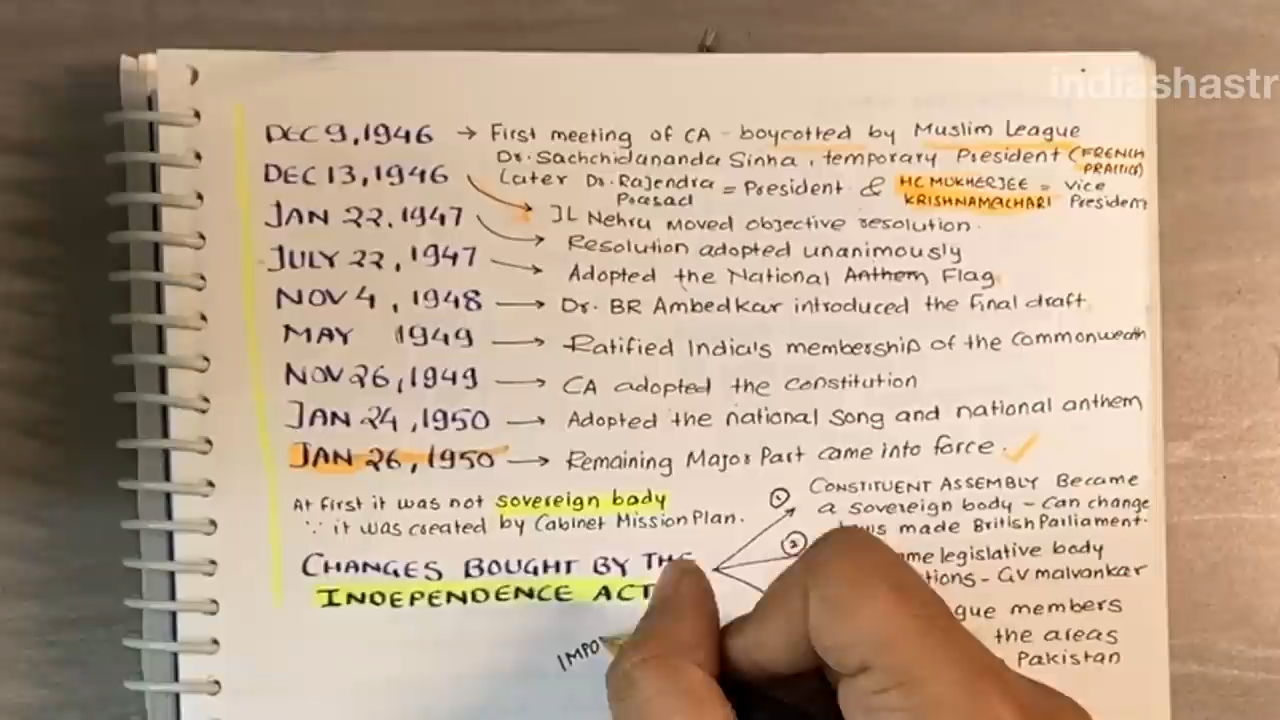 indiashastr
DEC 9, 1946 → First meeting of CA - boycotted by Muslim League
Dr. Sachchidananda Sinha, temporary President (FRENCH
DEC 13, 1946
Later Dr. Rajendra = President & HC MUKHERJEE = Vice
Prasad KRISHNAMACHARI President
JAN 22, 1947
JL Nehru moved objective resolution.
Resolution adopted unanimously
JULY 22, 1947
Adopted the National Anthem Flag
NOV 4, 1948 → Dr. BR Ambedkar introduced the final draft
MAY 1949 → Ratified India's membership of the Commonwealth
NOV 26, 1949 → CA adopted the constitution
JAN 24, 1950 → Adopted the national song and national anthem
JAN 26, 1950 → Remaining Major Part came into force.
At first it was not sovereign body
∵ it was created by Cabinet Mission Plan.
CHANGES BOUGHT BY THE
INDEPENDENCE ACT
① CONSTITUENT ASSEMBLY Became
a sovereign body - Can change
made British Parliament.
② legislative body
GV malvankar
members
the areas
Pakistan
IMPO